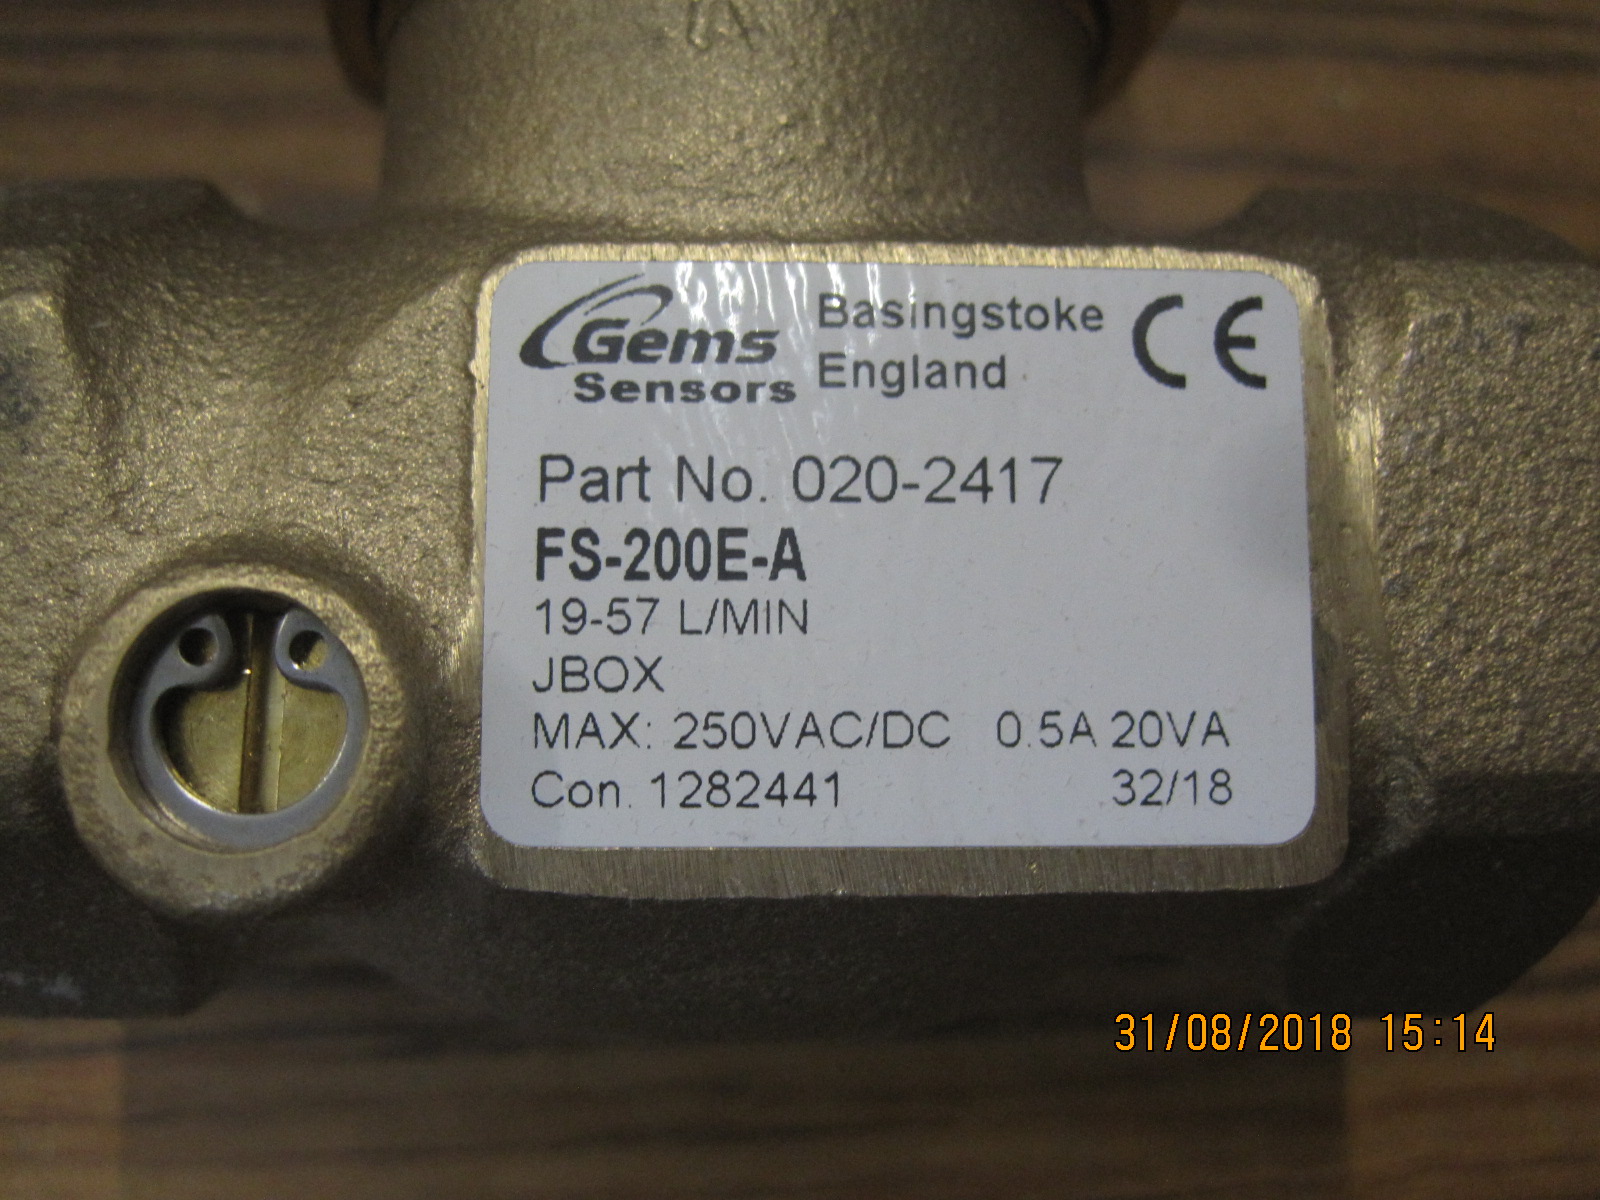 Gems
Sensors
Basingstoke
England
CE
Part No. 020-2417
FS-200E-A
19-57 L/MIN
JBOX
MAX: 250VAC/DC 0.5A 20VA
Con. 1282441 32/18
31/08/2018 15:14